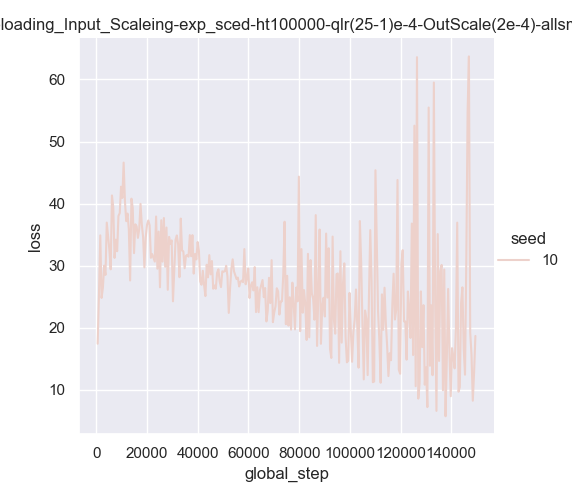 loading_Input_Scaleing-exp_sced-ht100000-qlr(25-1)e-4-OutScale(2e-4)-allsm
60
50
40
30
20
10
loss
0 20000 40000 60000 80000 100000 120000 140000
global_step
seed
10